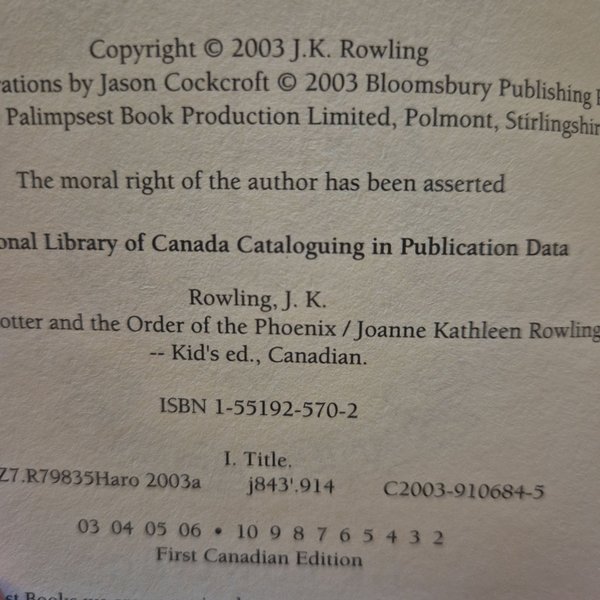 Copyright © 2003 J.K. Rowling
ations by Jason Cockcroft © 2003 Bloomsbury Publishing
Palimpsest Book Production Limited, Polmont, Stirlingshir
The moral right of the author has been asserted
onal Library of Canada Cataloguing in Publication Data
Rowling, J. K.
otter and the Order of the Phoenix / Joanne Kathleen Rowling
-- Kid's ed., Canadian.
ISBN 1-55192-570-2
I. Title.
Z7.R79835Haro 2003a j843'.914 C2003-910684-5
03 04 05 06 • 10 9 8 7 6 5 4 3 2
First Canadian Edition